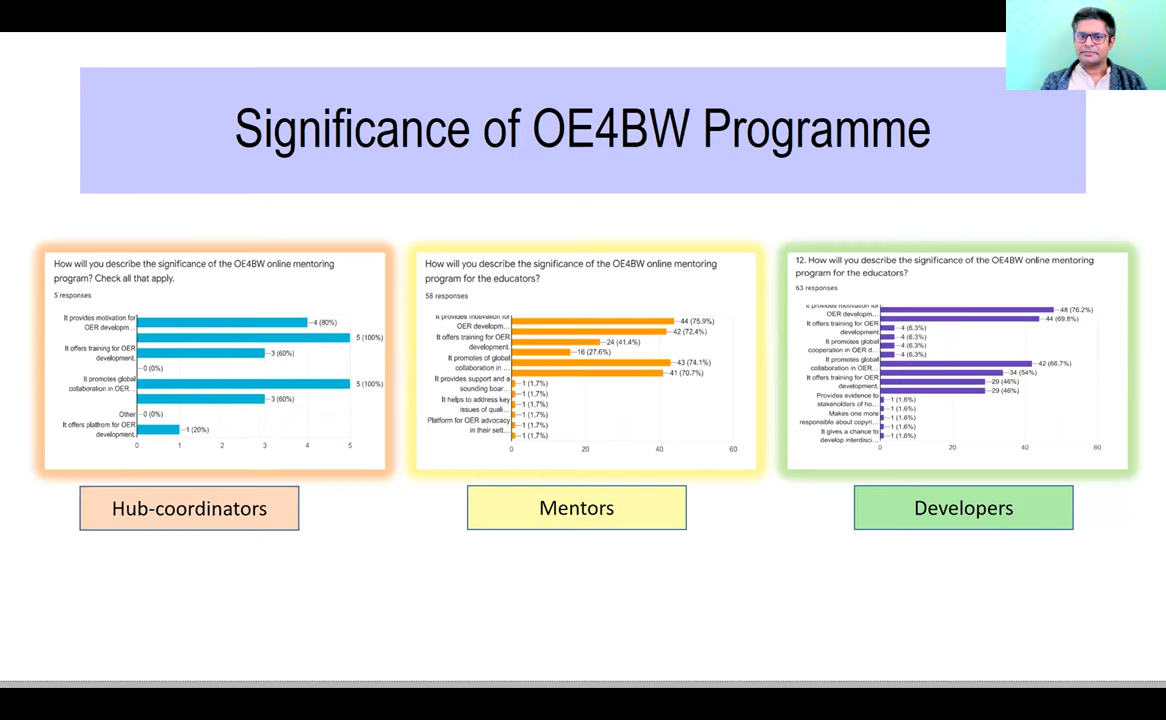 Significance of OE4BW Programme
How will you describe the significance of the OE4BW online mentoring
program? Check all that apply.
5 responses
It provides motivation for
OER developm...
4 (80%)
5 (100%)
It offers training for OER
development.
3 (60%)
0 (0%)
It promotes global
collaboration in OER...
5 (100%)
3 (60%)
Other
0 (0%)
It offers platfrom for OER
development.
1 (20%)
0 1 2 3 4 5
Hub-coordinators
How will you describe the significance of the OE4BW online mentoring
program for the educators?
58 responses
It provides motivation for
OER developm...
44 (75.9%)
42 (72.4%)
It offers training for OER
development.
24 (41.4%)
16 (27.6%)
It promotes of global
collaboration in ...
43 (74.1%)
41 (70.7%)
It provides support and a
sounding boar...
1 (1.7%)
1 (1.7%)
It helps to address key
issues of quali...
1 (1.7%)
1 (1.7%)
Platform for OER advocacy
in their sett...
1 (1.7%)
1 (1.7%)
0 20 40 60
Mentors
12. How will you describe the significance of the OE4BW online mentoring
program for the educators?
63 responses
It provides motivation for
OER developm...
48 (76.2%)
44 (69.8%)
It offers training for OER
development
4 (6.3%)
4 (6.3%)
It promotes global
cooperation in OER d...
4 (6.3%)
4 (6.3%)
It promotes global
collaboration in OER...
42 (66.7%)
34 (54%)
It offers training for OER
development.
29 (46%)
29 (46%)
Provides evidence to
stakeholders of ho...
1 (1.6%)
1 (1.6%)
Makes one more
responsible about copyri...
1 (1.6%)
1 (1.6%)
It gives a chance to
develop interdisci...
1 (1.6%)
0 20 40 60
Developers